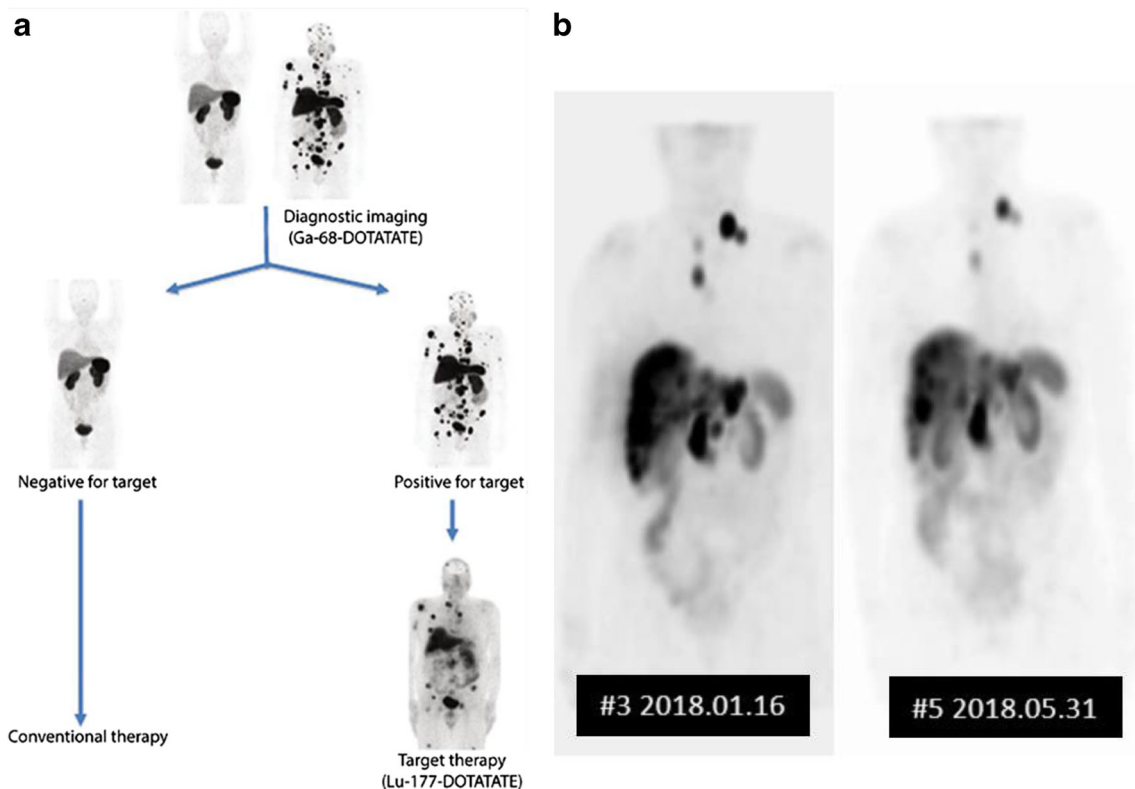 a
Diagnostic imaging
(Ga-68-DOTATATE)
Negative for target
Positive for target
Conventional therapy
Target therapy
(Lu-177-DOTATATE)
b
#3 2018.01.16
#5 2018.05.31